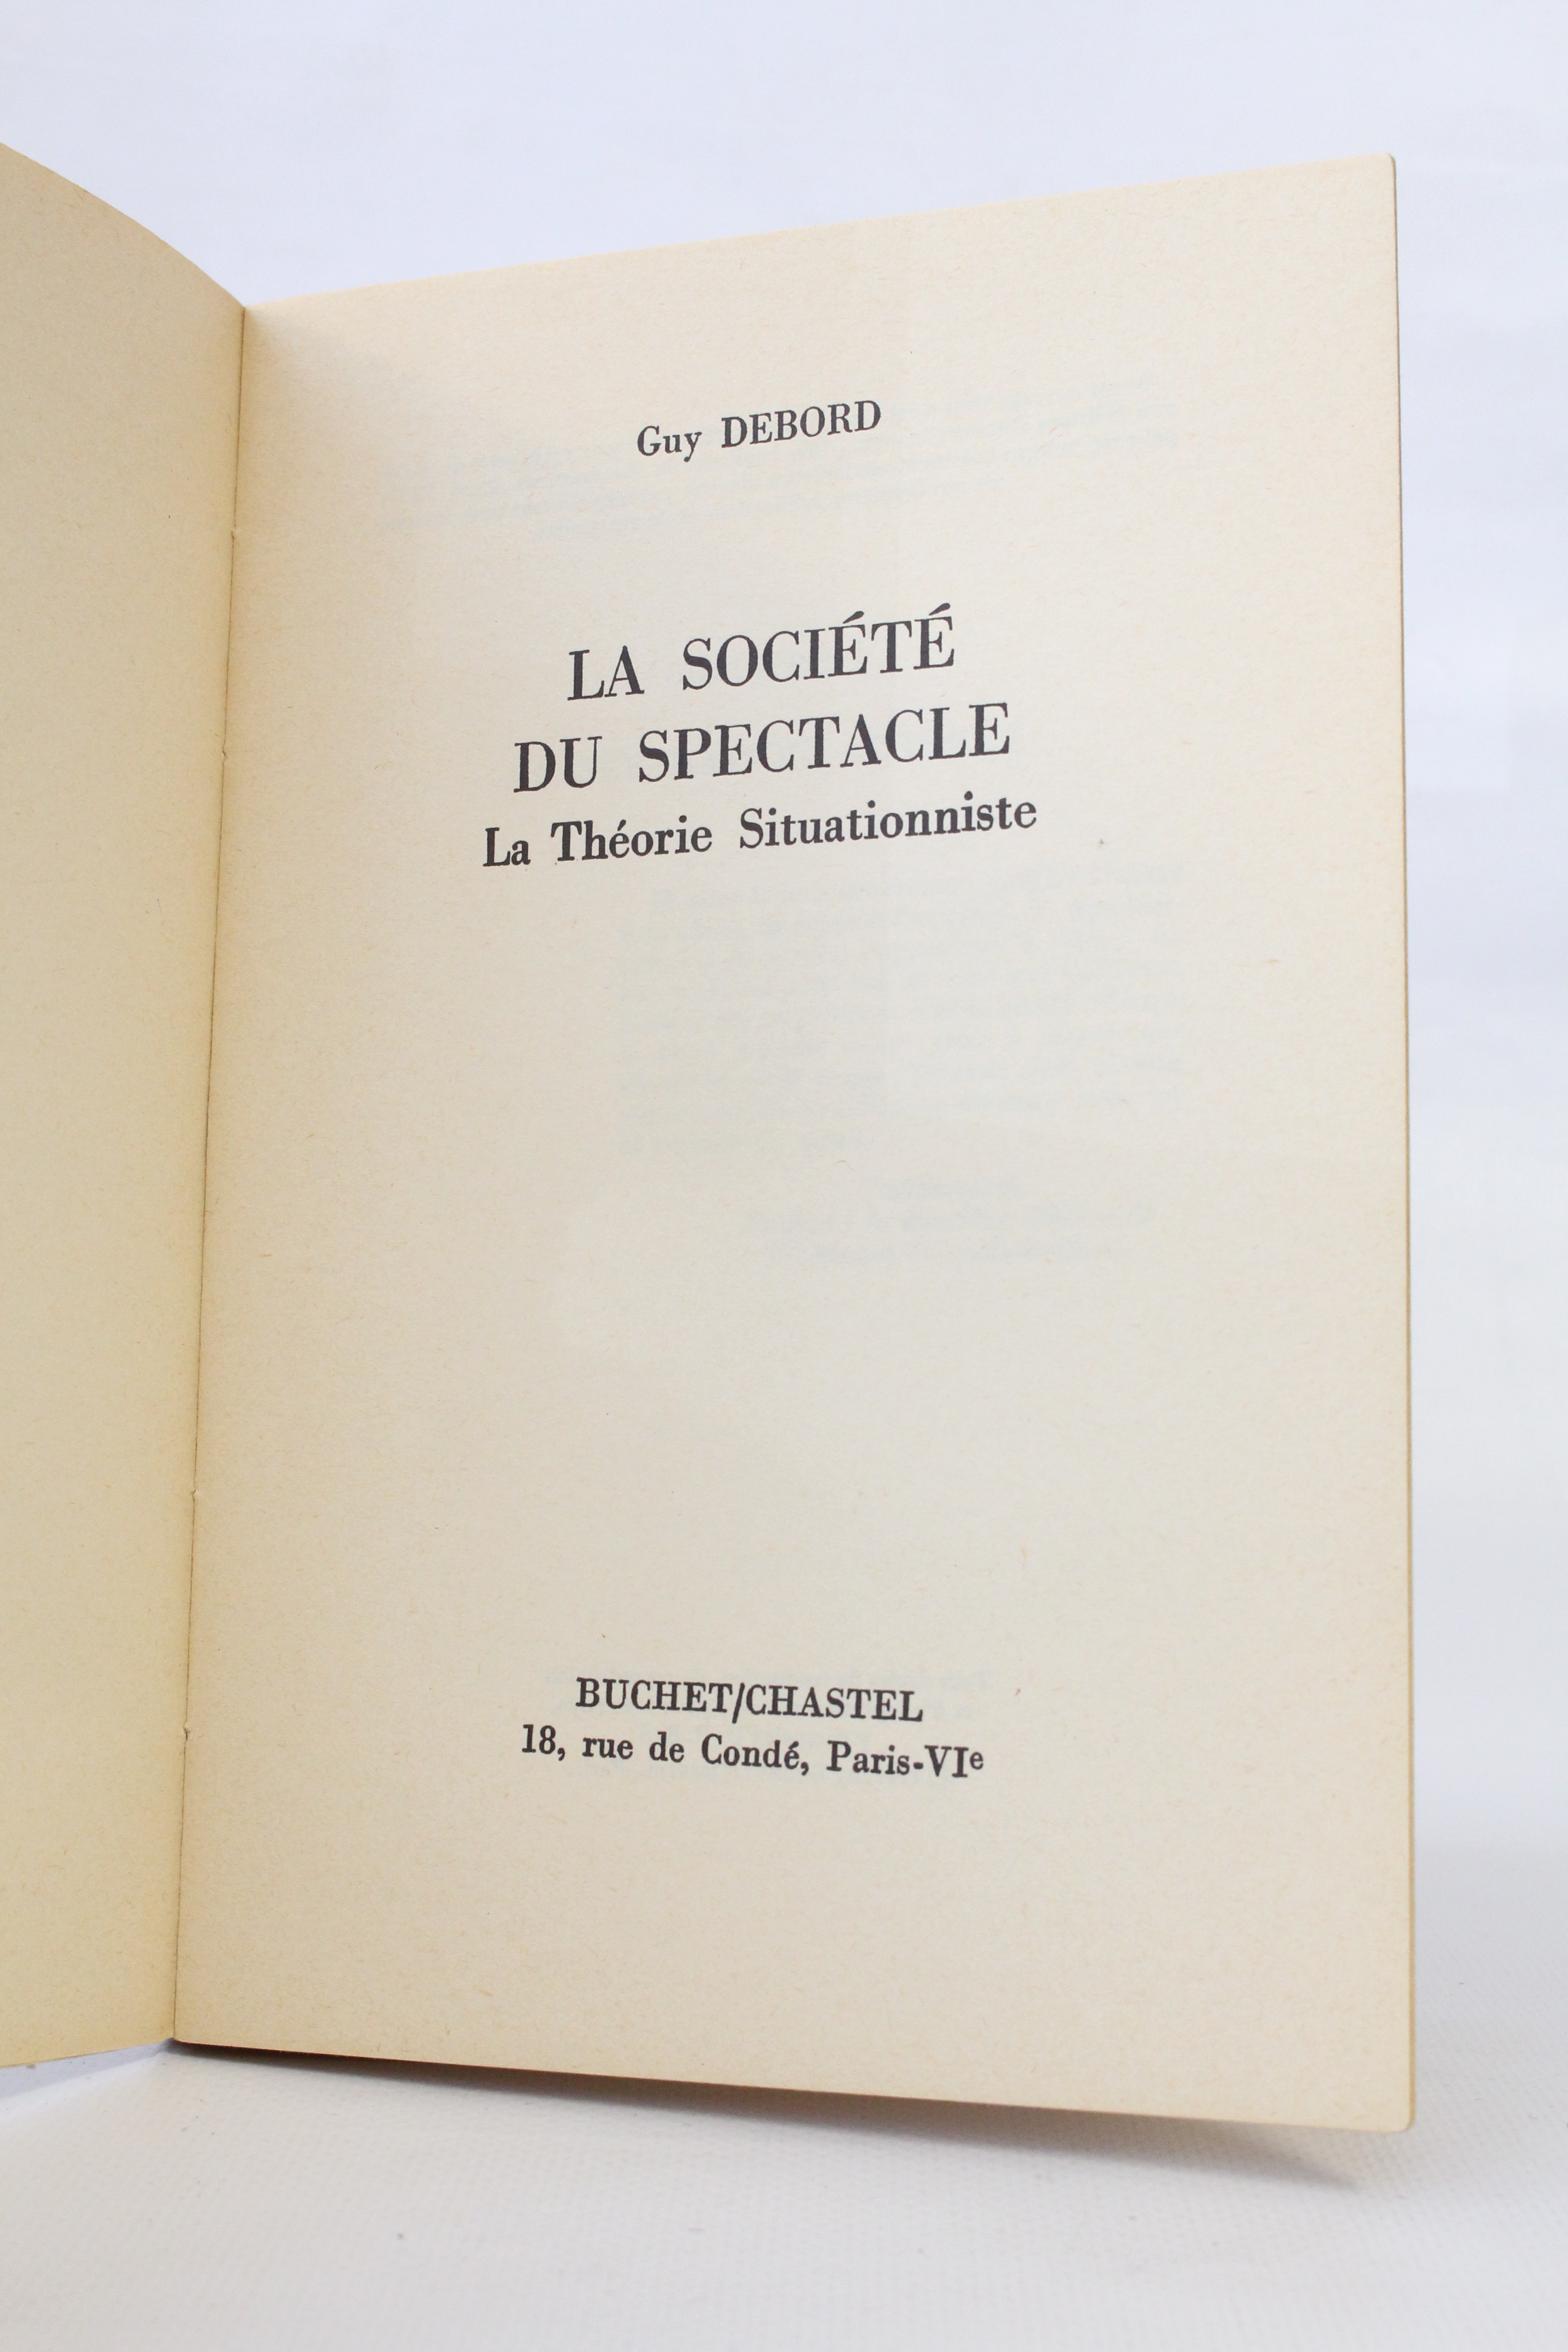 Guy DEBORD
LA SOCIÉTÉ
DU SPECTACLE
La Théorie Situationniste
BUCHET/CHASTEL
18, rue de Condé, Paris-VIe